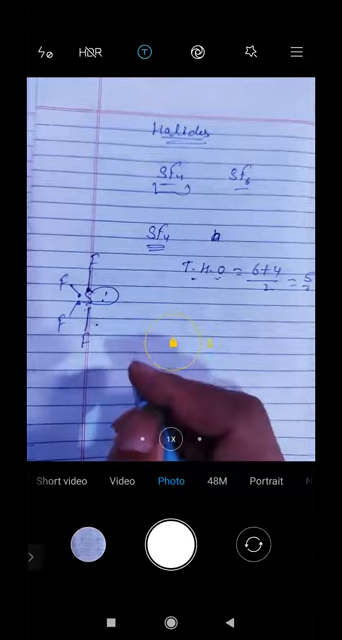 HDR
T
Halides
SF4 SF6
SF4 h
T.H.O = 6+4/2 = 5
F
F S :
F
F
1X
Short video Video Photo 48M Portrait